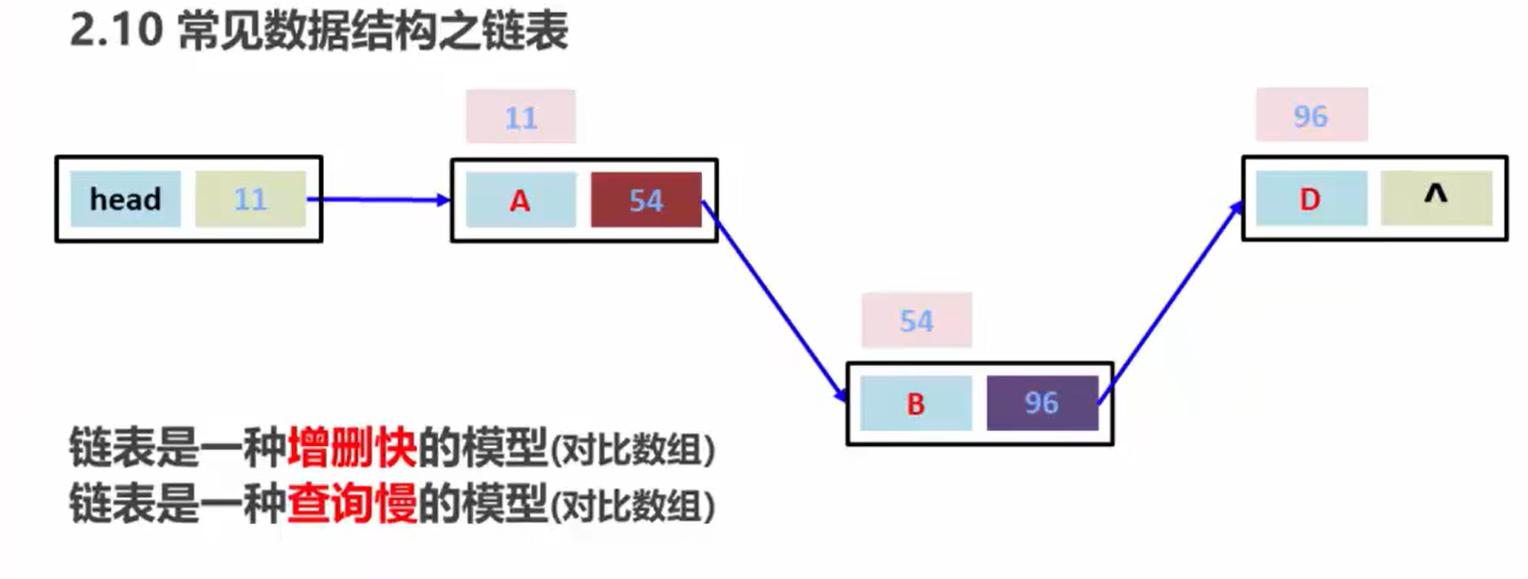 2.10 常见数据结构之链表
11
96
head 11
A 54
D ^
54
B 96
链表是一种增删快的模型(对比数组)
链表是一种查询慢的模型(对比数组)